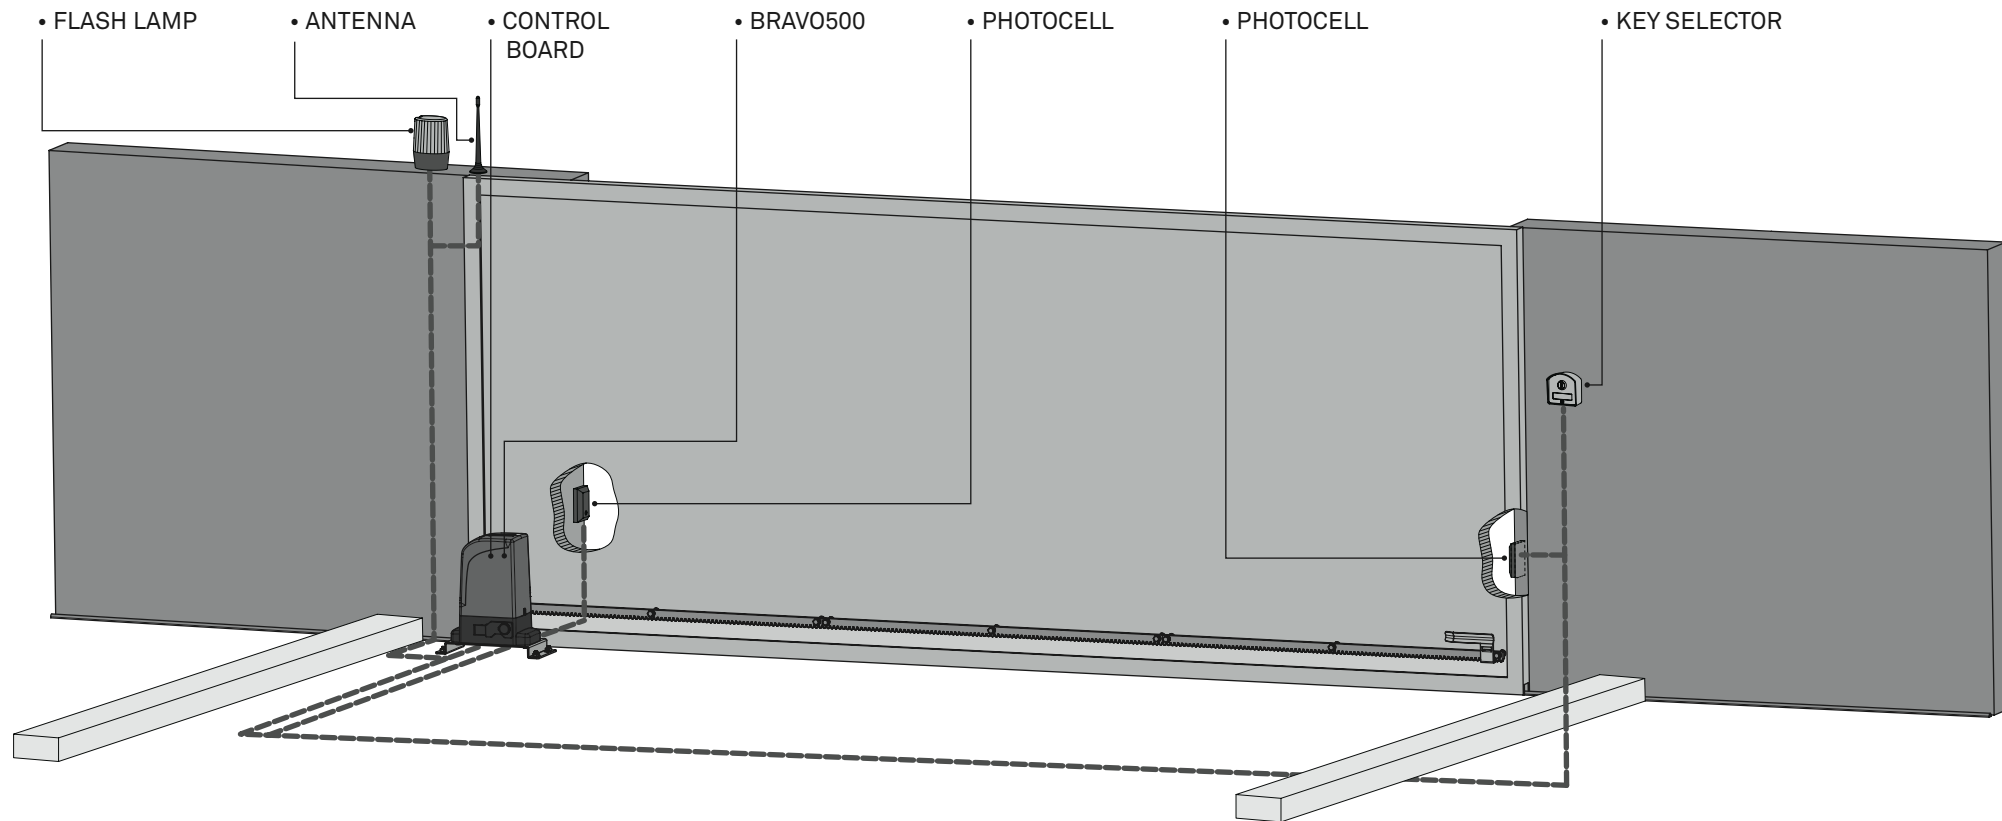 • FLASH LAMP
• ANTENNA
• CONTROL
BOARD
• BRAVO500
• PHOTOCELL
• PHOTOCELL
• KEY SELECTOR